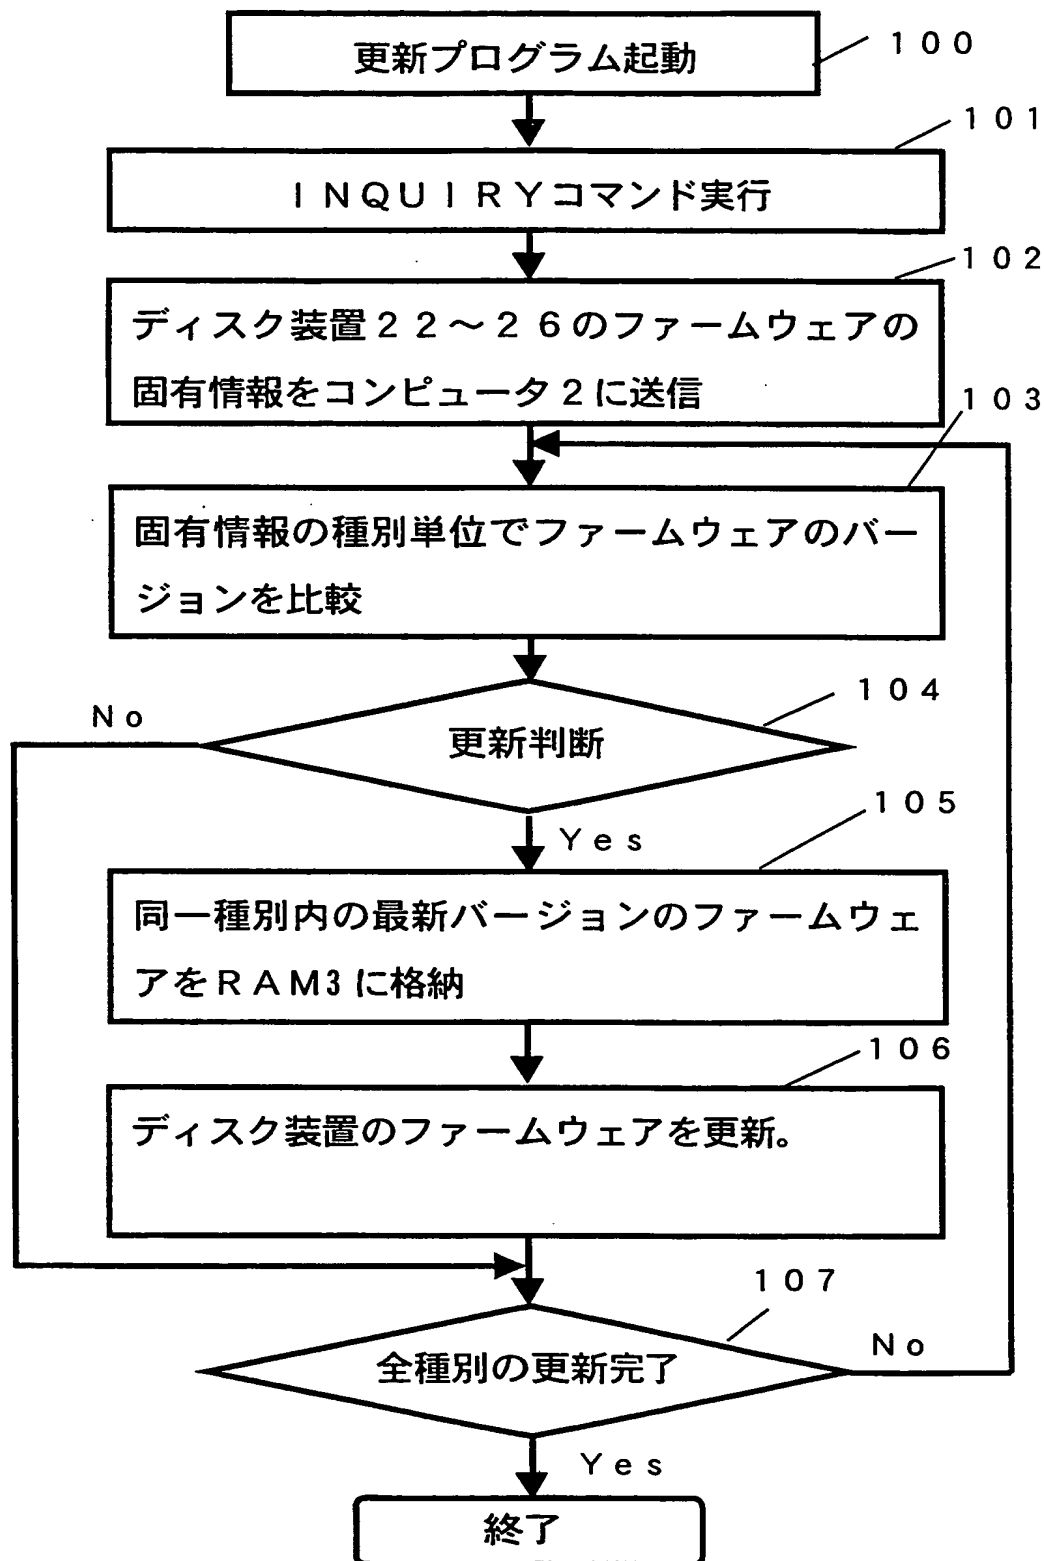 更新プログラム起動
100
101
INQUIRYコマンド実行
102
ディスク装置22～26のファームウェアの
固有情報をコンピュータ2に送信
103
固有情報の種別単位でファームウェアのバー
ジョンを比較
104
No
更新判断
105
Yes
同一種別内の最新バージョンのファームウェ
アをRAM3に格納
106
ディスク装置のファームウェアを更新。
107
No
全種別の更新完了
Yes
終了